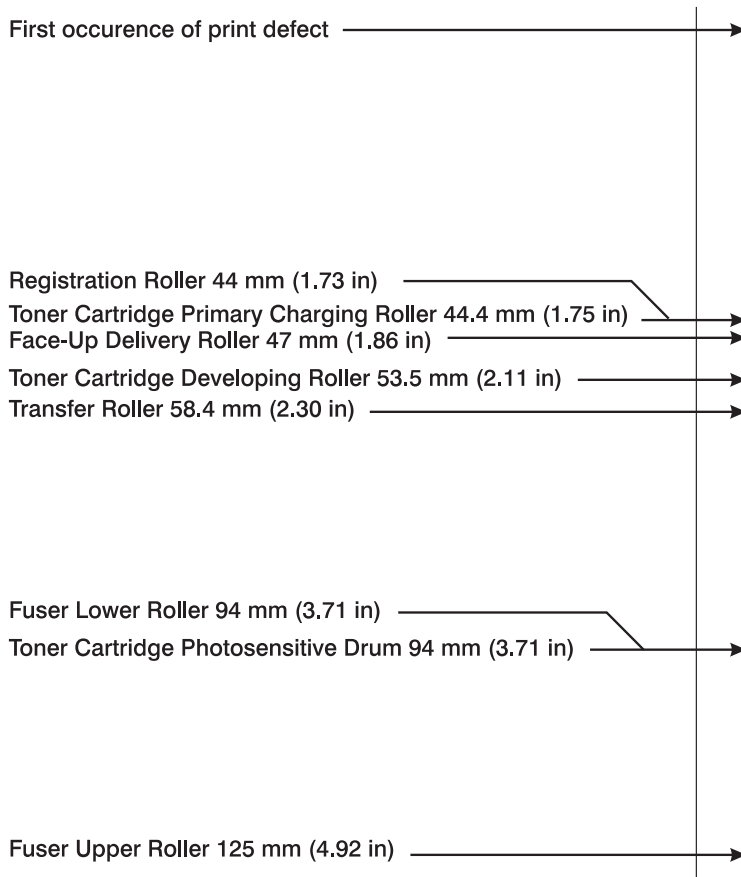 First occurence of print defect
Registration Roller 44 mm (1.73 in)
Toner Cartridge Primary Charging Roller 44.4 mm (1.75 in)
Face-Up Delivery Roller 47 mm (1.86 in)
Toner Cartridge Developing Roller 53.5 mm (2.11 in)
Transfer Roller 58.4 mm (2.30 in)
Fuser Lower Roller 94 mm (3.71 in)
Toner Cartridge Photosensitive Drum 94 mm (3.71 in)
Fuser Upper Roller 125 mm (4.92 in)